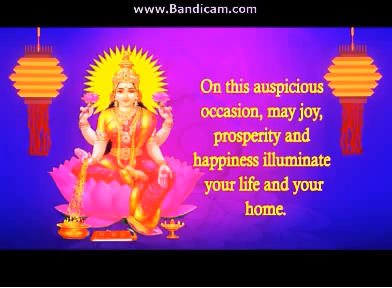 www.Bandicam.com
On this auspicious
occasion, may joy,
prosperity and
happiness illuminate
your life and your
home.